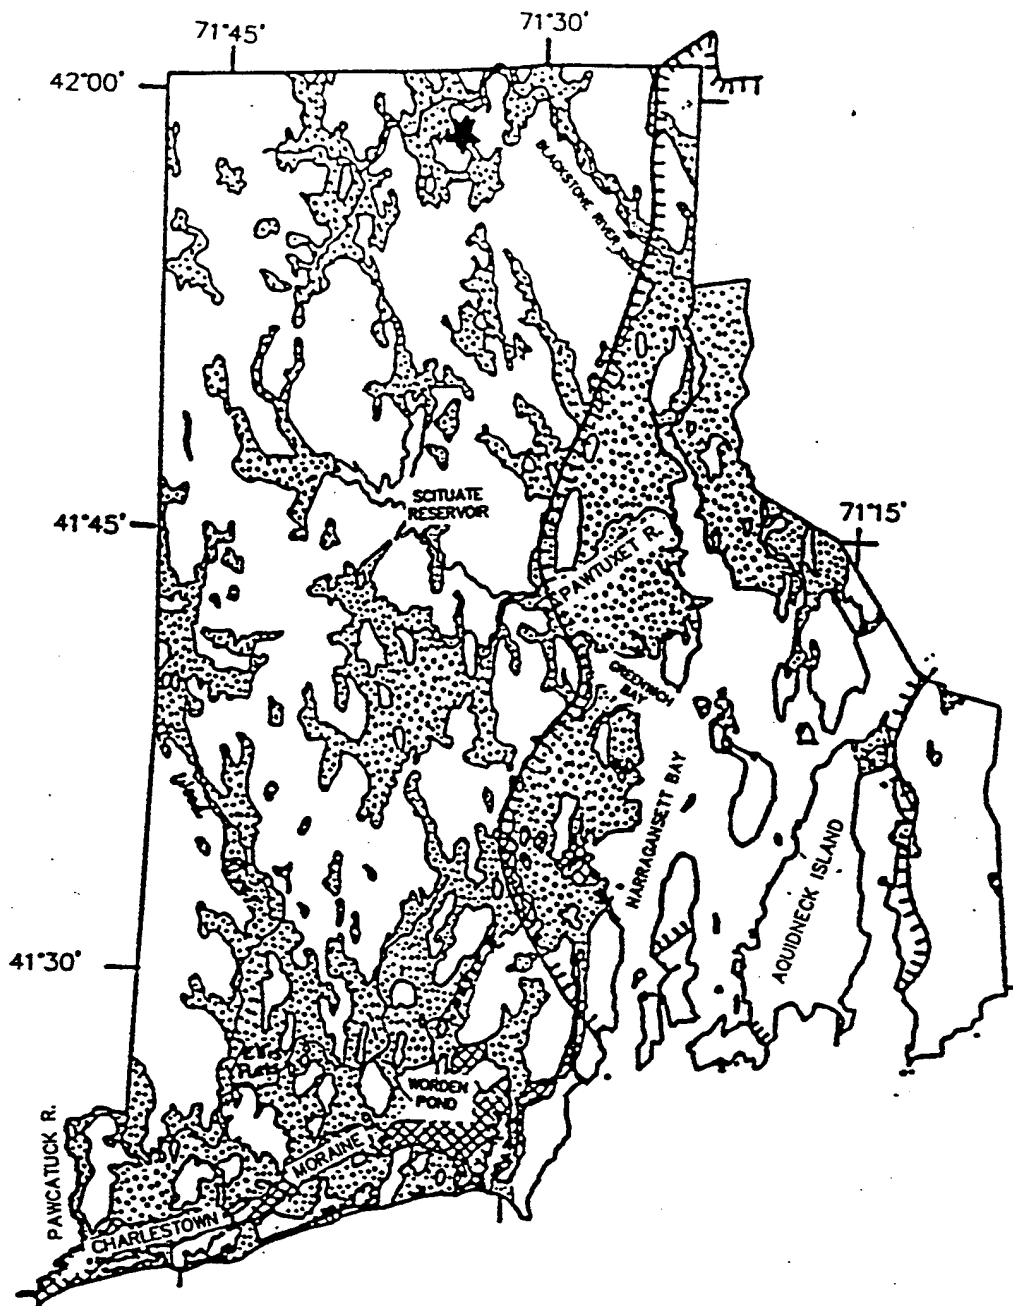 71°45'
71°30'
42°00'
BLACKSTONE RIVER
SCITUATE
RESERVOIR
41°45'
71°15'
PAWTUXET R.
GREENWICH
BAY
NARRAGANSETT BAY
AQUIDNECK ISLAND
41°30'
WORDEN
POND
PAWCATUCK R.
CHARLESTOWN
MORAINE